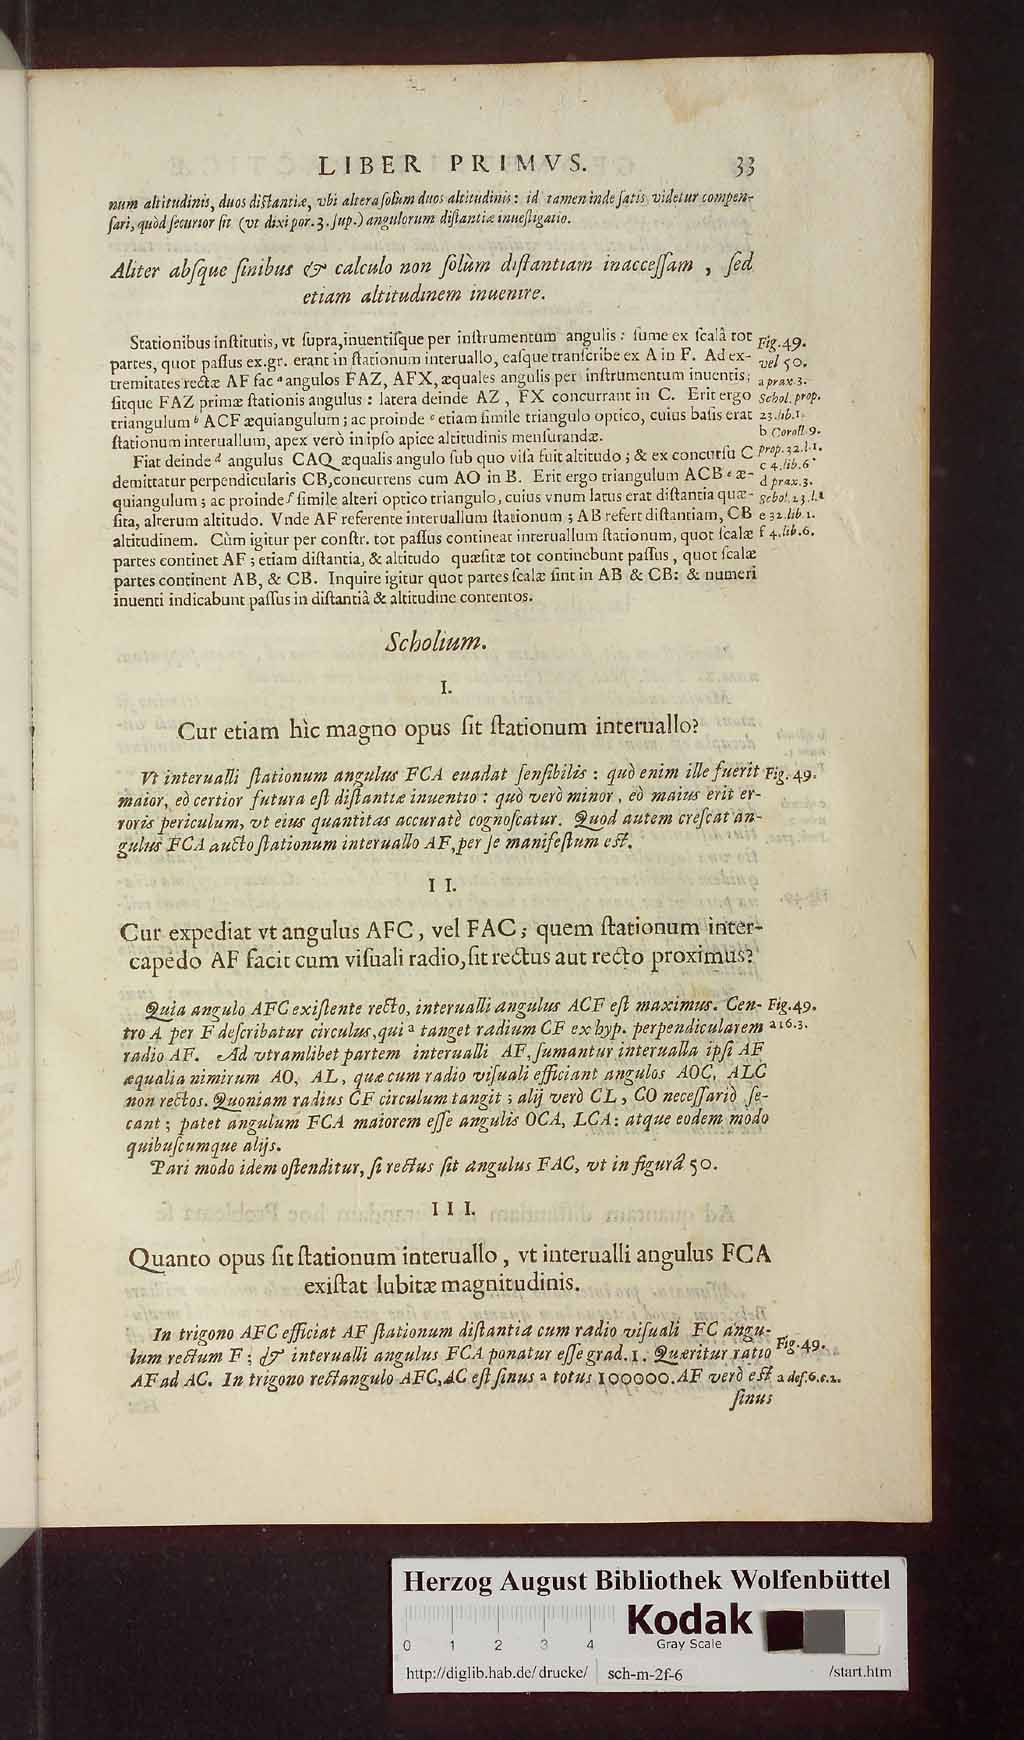 LIBER PRIMVS. 33
num altitudinis, duos diſtantiæ, vbi altera ſolùm duos altitudinis: id tamen inde ſatis videtur compen-
ſari, quòd ſecurior ſit (vt dixi por. 3. ſup.) angulorum diſtantiæ inueſtigatio.
Aliter abſque ſinibus & calculo non ſolùm diſtantiam inacceſſam, ſed
etiam altitudinem inuenire.
Stationibus inſtitutis, vt ſupra, inuentiſque per inſtrumentum angulis: ſume ex ſcalâ tot
partes, quot paſſus ex.gr. erant in ſtationum interuallo, eaſque tranſcribe ex A in F. Ad ex-
tremitates rectæ AF fac ᵃ angulos FAZ, AFX, æquales angulis per inſtrumentum inuentis;
ſitque FAZ primæ ſtationis angulus: latera deinde AZ, FX concurrant in C. Erit ergo
triangulum ᵇ ACF æquiangulum; ac proinde ᶜ etiam ſimile triangulo optico, cuius baſis erat
ſtationum interuallum, apex verò in ipſo apice altitudinis menſurandæ.
Fig. 49.
vel 50.
a prax. 3.
Schol. prop.
23. lib. 1.
b Coroll. 9.
prop. 32. l. 1.
c 4. lib. 6.
d prax. 3.
Schol. 23. l. 1
e 32. lib. 1.
f 4. lib. 6.
Fiat deinde ᵈ angulus CAQ æqualis angulo ſub quo viſa fuit altitudo; & ex concurſu C
demittatur perpendicularis CB, concurrens cum AO in B. Erit ergo triangulum ACB ᵉ æ-
quiangulum; ac proinde ᶠ ſimile alteri optico triangulo, cuius vnum latus erat diſtantia quæ-
ſita, alterum altitudo. Vnde AF referente interuallum ſtationum; AB refert diſtantiam, CB
altitudinem. Cùm igitur per conſtr. tot paſſus contineat interuallum ſtationum, quot ſcalæ
partes continet AF; etiam diſtantia, & altitudo quæſitæ tot continebunt paſſus, quot ſcalæ
partes continent AB, & CB. Inquire igitur quot partes ſcalæ ſint in AB & CB: & numeri
inuenti indicabunt paſſus in diſtantiâ & altitudine contentos.
Scholium.
I.
Cur etiam hìc magno opus ſit ſtationum interuallo?
Vt interualli ſtationum angulus FCA euadat ſenſibilis: quò enim ille fuerit
maior, eò certior futura eſt diſtantiæ inuentio: quò verò minor, eò maius erit er-
roris periculum, vt eius quantitas accuratè cognoſcatur. Quod autem creſcat an-
gulus FCA aucto ſtationum interuallo AF, per ſe manifeſtum eſt.
Fig. 49.
II.
Cur expediat vt angulus AFC, vel FAC, quem ſtationum inter-
capedo AF facit cum viſuali radio, ſit rectus aut recto proximus?
Quia angulo AFC exiſtente recto, interualli angulus ACF eſt maximus. Cen-
tro A per F deſcribatur circulus, qui ᵃ tanget radium CF ex hyp. perpendicularem
radio AF. Ad vtramlibet partem interualli AF, ſumantur interualla ipſi AF
æqualia nimirum AO, AL, quæ cum radio viſuali efficiant angulos AOC, ALC
non rectos. Quoniam radius CF circulum tangit; alij verò CL, CO neceſſariò ſe-
cant; patet angulum FCA maiorem eſſe angulis OCA, LCA: atque eodem modo
quibuſcumque alijs.
Fig. 49.
a 16. 3.
Pari modo idem oſtenditur, ſi rectus ſit angulus FAC, vt in figurâ 50.
III.
Quanto opus ſit ſtationum interuallo, vt interualli angulus FCA
exiſtat lubitæ magnitudinis.
In trigono AFC efficiat AF ſtationum diſtantia cum radio viſuali FC angu-
lum rectum F; & interualli angulus FCA ponatur eſſe grad. 1. Quæritur ratio
AF ad AC. In trigono rectangulo AFC, AC eſt ſinus ᵃ totus 100000. AF verò eſt
Fig. 49.
a def. 6. c. 2.
ſinus
Herzog August Bibliothek Wolfenbüttel
Kodak
Gray Scale
0 1 2 3 4
http://diglib.hab.de/drucke/ sch-m-2f-6 /start.htm